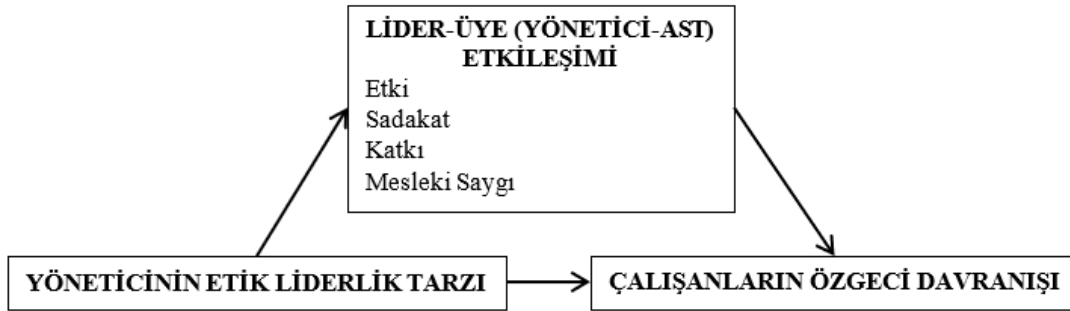 LİDER-ÜYE (YÖNETİCİ-AST)
ETKİLEŞİMİ
Etki
Sadakat
Katkı
Mesleki Saygı
YÖNETİCİNİN ETİK LİDERLİK TARZI
ÇALIŞANLARIN ÖZGECİ DAVRANIŞI